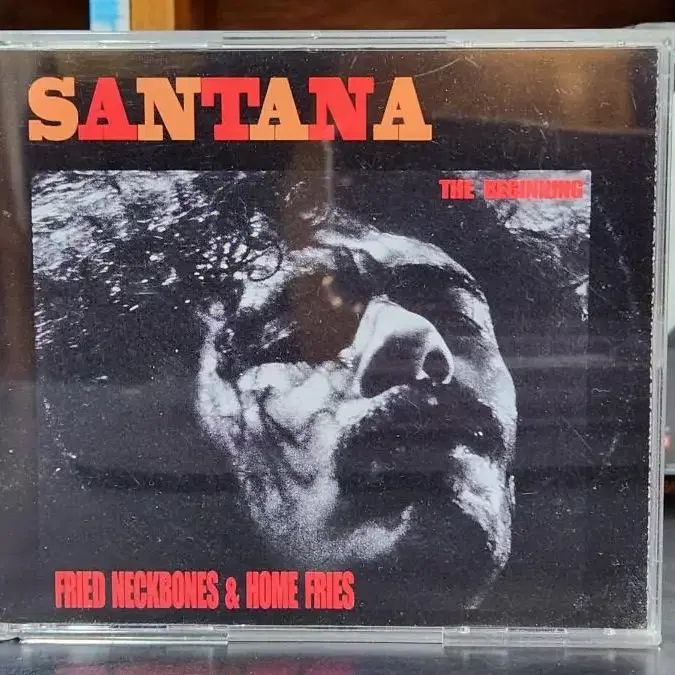 SANTANA
THE BEGINNING
FRIED NECKBONES & HOME FRIES